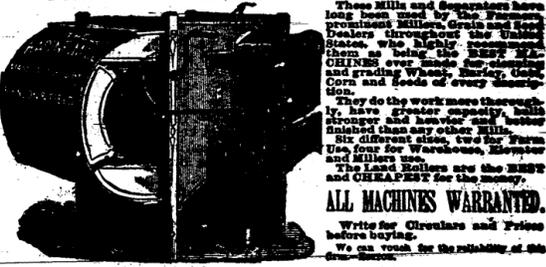 These Mills and Separators have
long been used by the Farmers,
prominent Millers, Grain and Seed
Dealers throughout the United
States, who highly recommend
them as being the BEST MA-
CHINES ever made for cleaning
and grading Wheat, Barley, Oats,
Corn and Seeds of every descrip-
tion.
They do the work more thorough-
ly, have greater capacity, built
stronger and heavier and better
finished than any other Mills.
Six different sizes, two for Farm
Use, four for Warehouse, Elevator
and Millers use.
The Land Rollers are the BEST
and CHEAPEST for the money.
ALL MACHINES WARRANTED.
Write for Circulars and Prices
before buying.
We can vouch for the reliability of this
firm.—EDITOR.